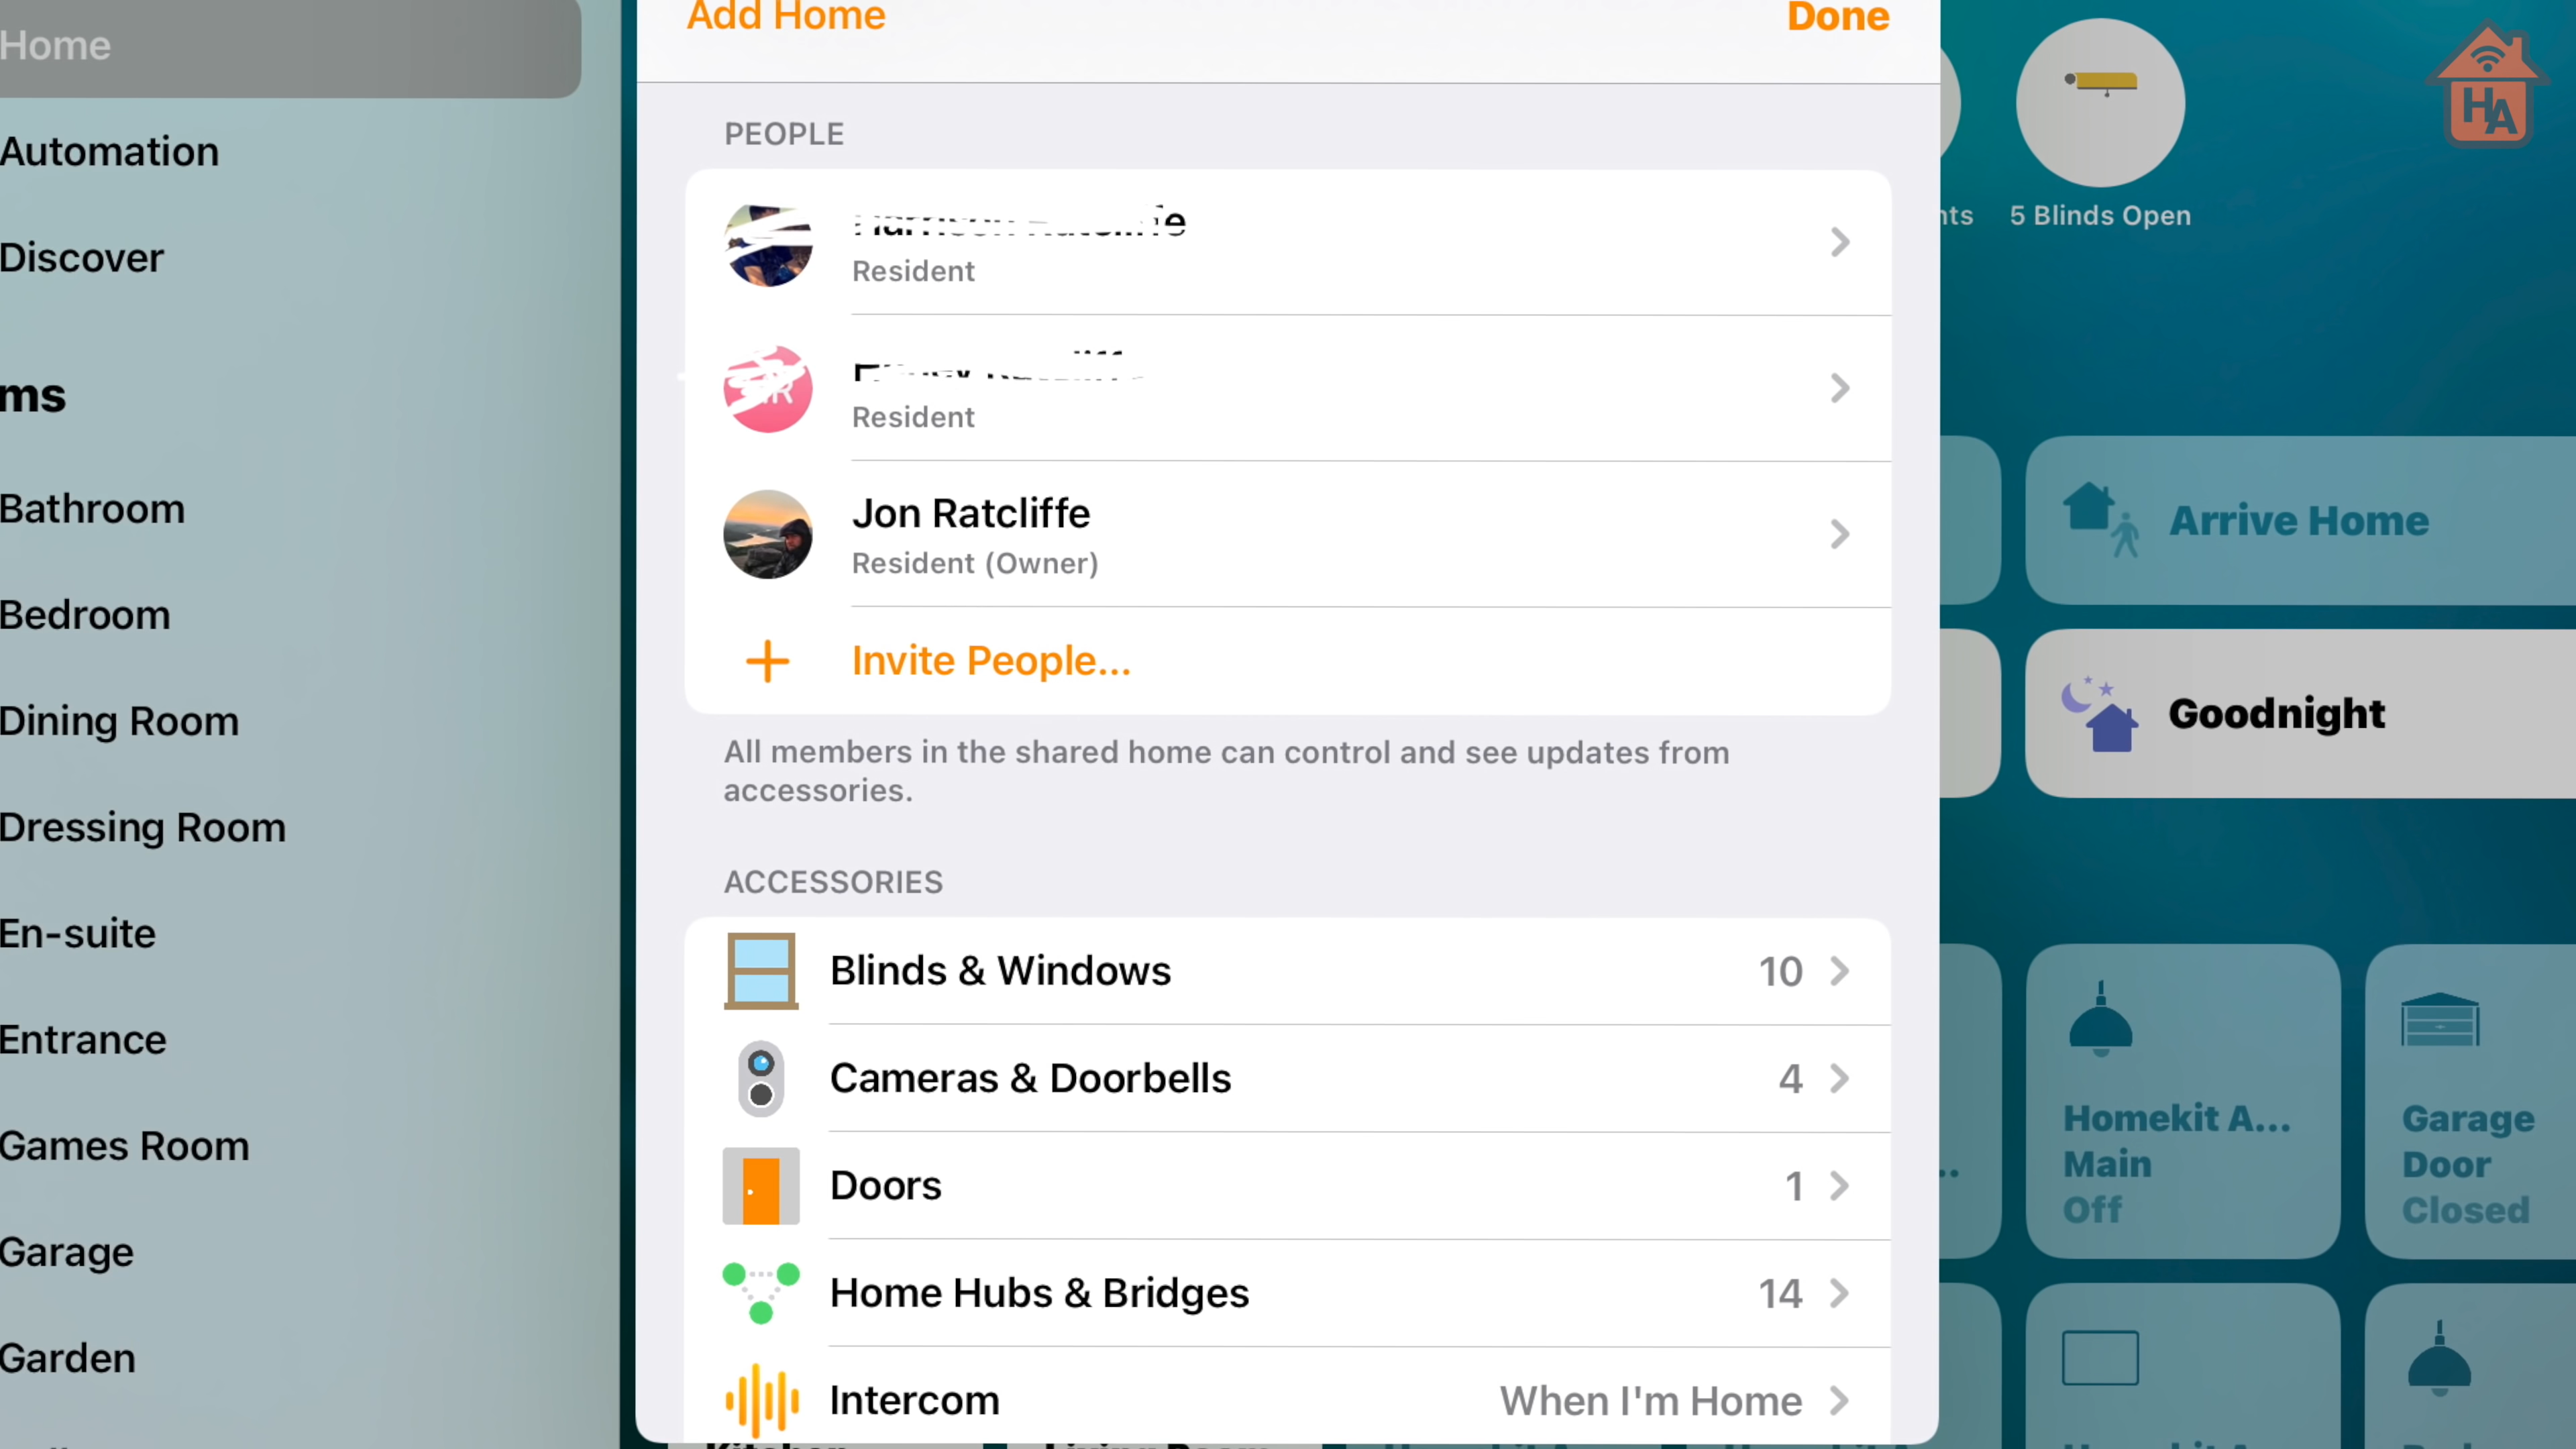 Home
Automation
Discover
ms
Bathroom
Bedroom
Dining Room
Dressing Room
En-suite
Entrance
Games Room
Garage
Garden
Add Home
Done
PEOPLE
Resident
Resident
Jon Ratcliffe
Resident (Owner)
Invite People...
All members in the shared home can control and see updates from
accessories.
ACCESSORIES
Blinds & Windows 10
Cameras & Doorbells 4
Doors 1
Home Hubs & Bridges 14
Intercom When I'm Home
HA
nts
5 Blinds Open
Arrive Home
Goodnight
Homekit A...
Main
Off
Garage
Door
Closed